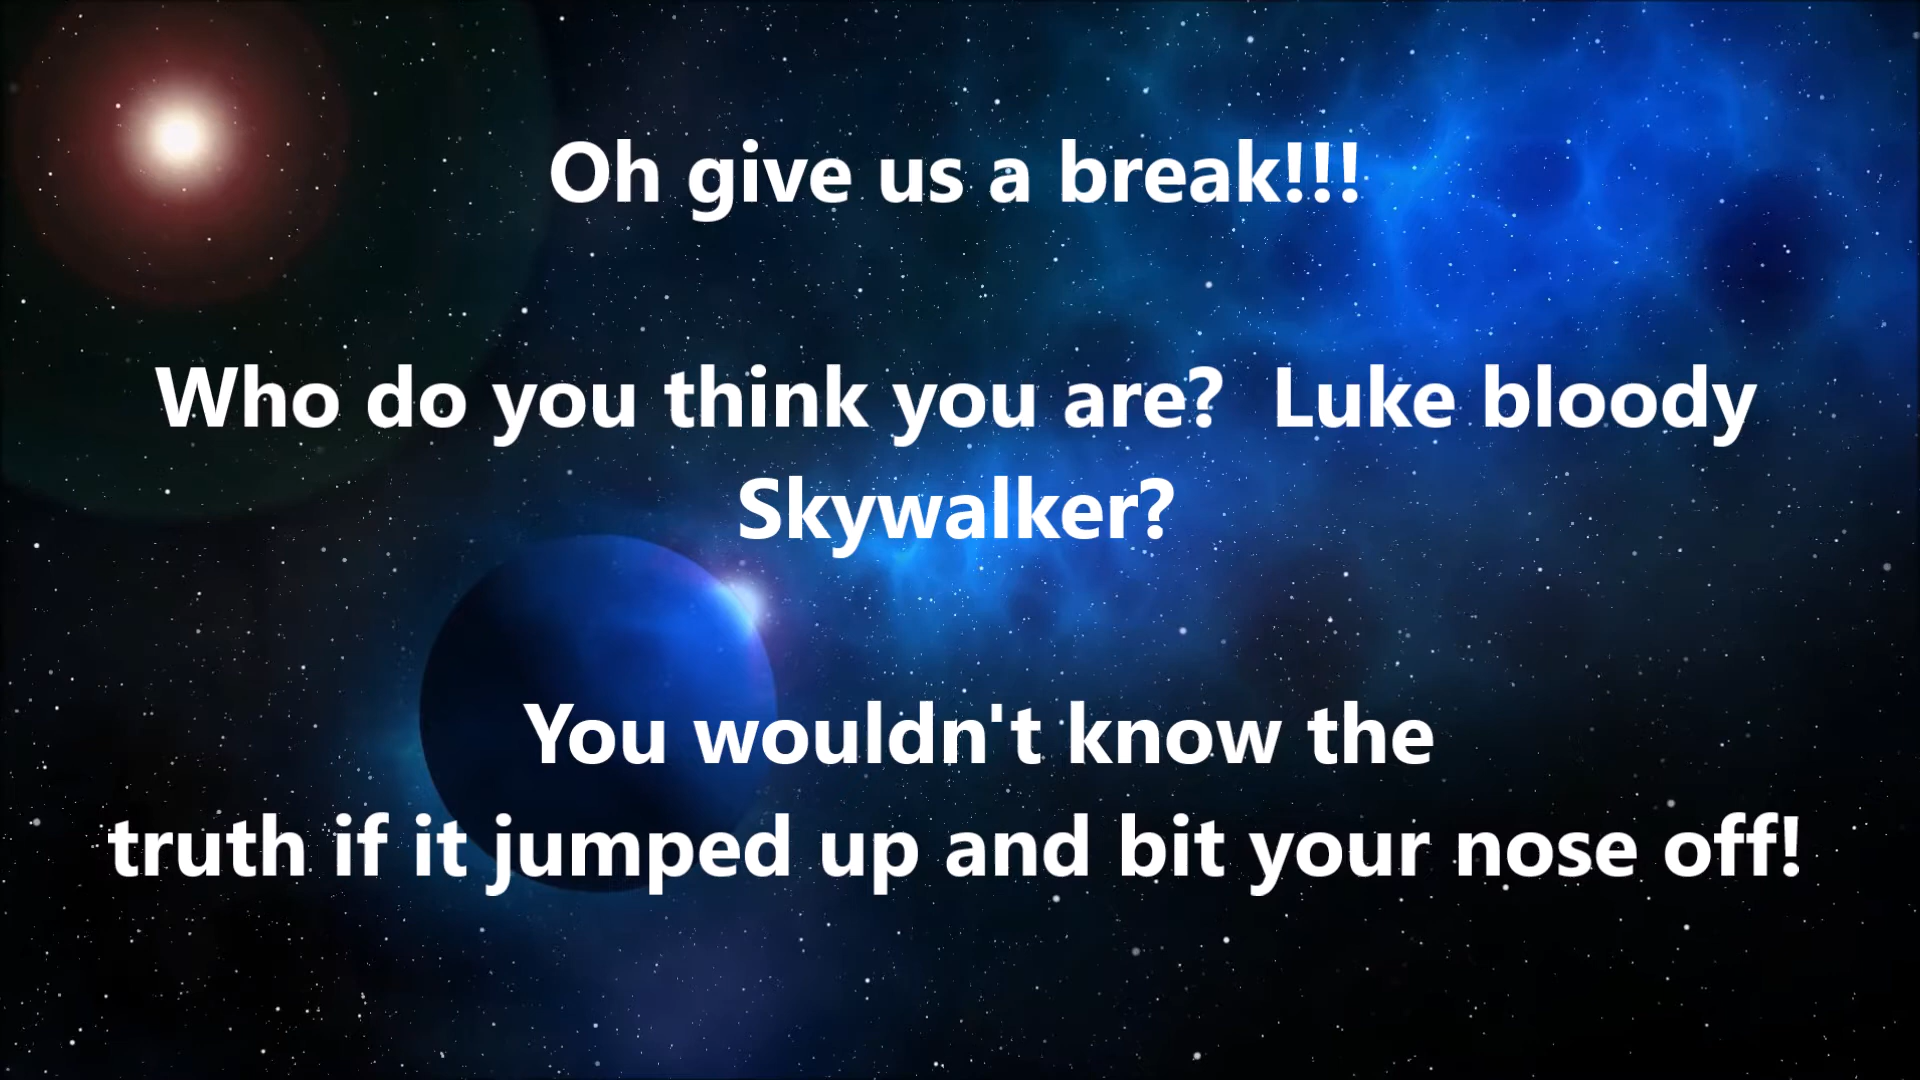 Oh give us a break!!!
Who do you think you are?  Luke bloody
Skywalker?
You wouldn't know the
truth if it jumped up and bit your nose off!